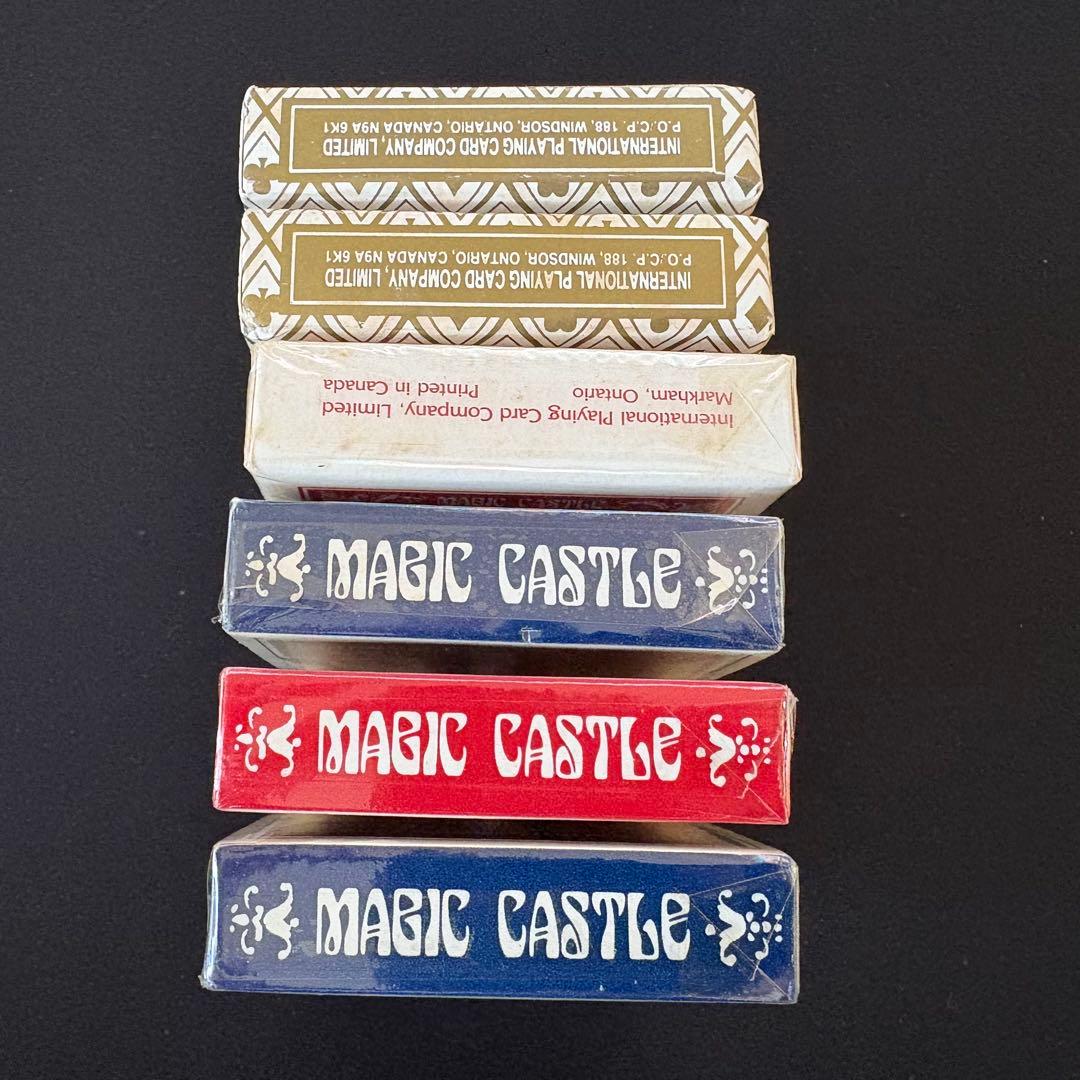 INTERNATIONAL PLAYING CARD COMPANY, LIMITED
P.O./C.P. 188, WINDSOR, ONTARIO, CANADA N9A 6K1
INTERNATIONAL PLAYING CARD COMPANY, LIMITED
P.O./C.P. 188, WINDSOR, ONTARIO, CANADA N9A 6K1
International Playing Card Company, Limited
Markham, Ontario Printed in Canada
MAGIC CASTLE
MAGIC CASTLE
MAGIC CASTLE